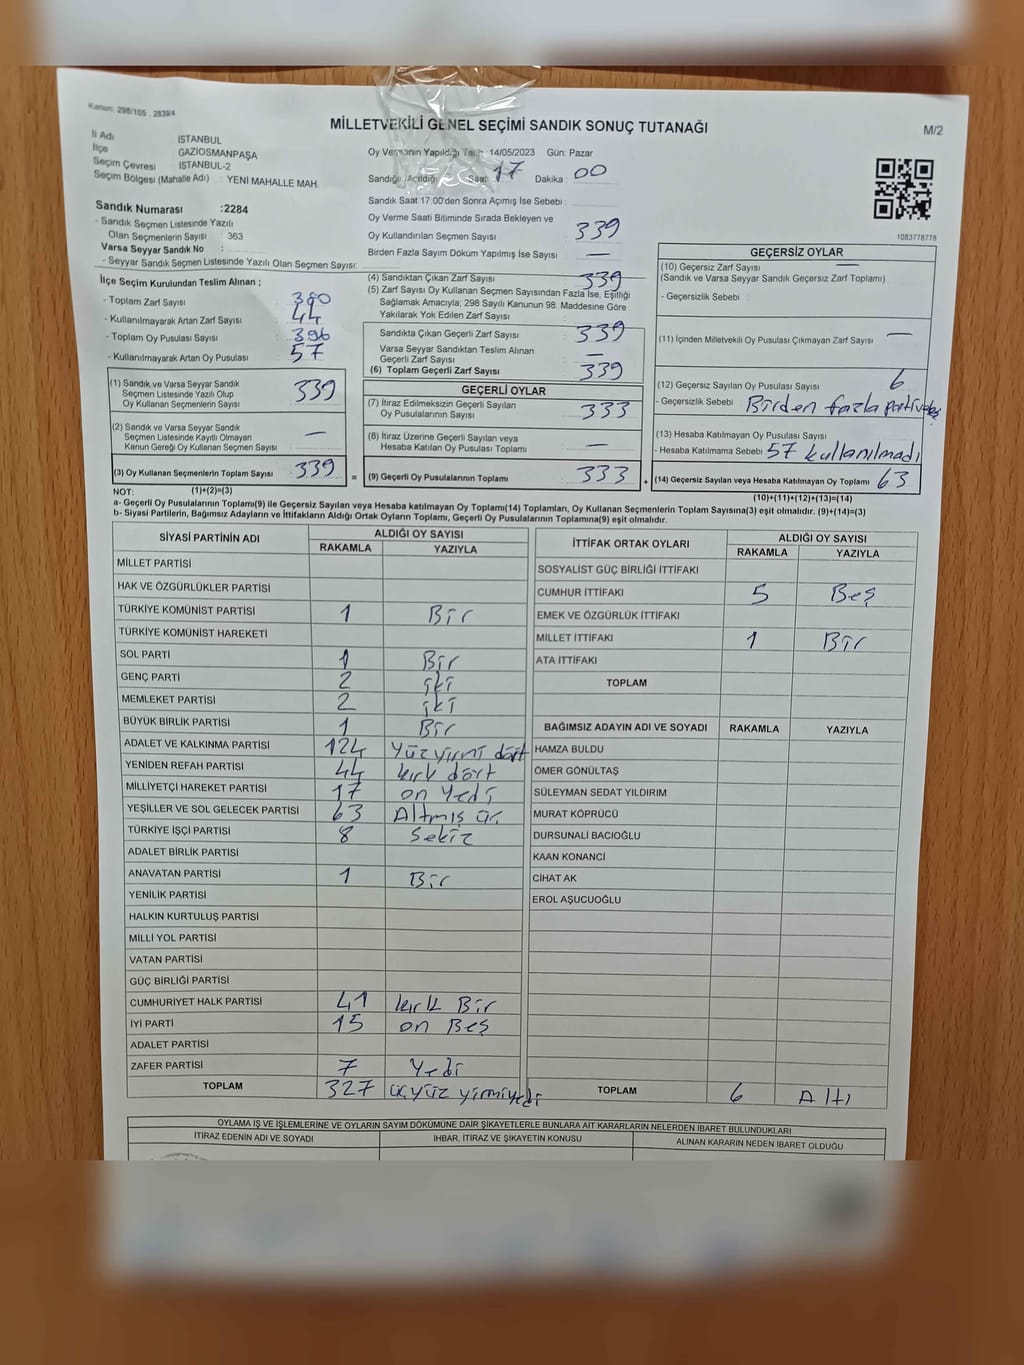 Kanun: 298/105 , 2839/4
MİLLETVEKİLİ GENEL SEÇİMİ SANDIK SONUÇ TUTANAĞI
M/2
İl Adı İSTANBUL
İlçe GAZİOSMANPAŞA
Seçim Çevresi İSTANBUL-2
Seçim Bölgesi (Mahalle Adı) : YENİ MAHALLE MAH.
Oy Vermenin Yapıldığı Tarih: 14/05/2023 Gün: Pazar
Sandığın Açıldığı Saat: 17 Dakika : 00
Sandık Saat 17:00'den Sonra Açımış İse Sebebi :
Oy Verme Saati Bitiminde Sırada Bekleyen ve
Oy Kullandırılan Seçmen Sayısı : 339
Birden Fazla Sayım Döküm Yapılmış İse Sayısı : —
1083778778
Sandık Numarası :2284
- Sandık Seçmen Listesinde Yazılı
Olan Seçmenlerin Sayısı : 363
Varsa Seyyar Sandık No :
- Seyyar Sandık Seçmen Listesinde Yazılı Olan Seçmen Sayısı:
İlçe Seçim Kurulundan Teslim Alınan ;
- Toplam Zarf Sayısı : 380
- Kullanılmayarak Artan Zarf Sayısı : 44
- Toplam Oy Pusulası Sayısı : 396
- Kullanılmayarak Artan Oy Pusulası : 57
(4) Sandıktan Çıkan Zarf Sayısı : 339
(5) Zarf Sayısı Oy Kullanan Seçmen Sayısından Fazla İse, Eşitliği
Sağlamak Amacıyla; 298 Sayılı Kanunun 98. Maddesine Göre
Yakılarak Yok Edilen Zarf Sayısı :
Sandıkta Çıkan Geçerli Zarf Sayısı : 339
Varsa Seyyar Sandıktan Teslim Alınan
Geçerli Zarf Sayısı : —
(6) Toplam Geçerli Zarf Sayısı : 339
GEÇERSİZ OYLAR
(10) Geçersiz Zarf Sayısı : —
(Sandık ve Varsa Seyyar Sandık Geçersiz Zarf Toplamı)
- Geçersizlik Sebebi :
(11) İçinden Milletvekili Oy Pusulası Çıkmayan Zarf Sayısı : —
(12) Geçersiz Sayılan Oy Pusulası Sayısı : 6
- Geçersizlik Sebebi : Birden fazla
(13) Hesaba Katılmayan Oy Pusulası Sayısı :
- Hesaba Katılmama Sebebi : 57 kullanılmadı
(14) Geçersiz Sayılan veya Hesaba Katılmayan Oy Toplamı : 63
(10)+(11)+(12)+(13)=(14)
(1) Sandık ve Varsa Seyyar Sandık
Seçmen Listesinde Yazılı Olup
Oy Kullanan Seçmenlerin Sayısı : 339
(2) Sandık ve Varsa Seyyar Sandık
Seçmen Listesinde Kayıtlı Olmayan
Kanun Gereği Oy Kullanan Seçmen Sayısı : —
(3) Oy Kullanan Seçmenlerin Toplam Sayısı : 339
(1)+(2)=(3)
GEÇERLİ OYLAR
(7) İtiraz Edilmeksizin Geçerli Sayılan
Oy Pusulalarının Sayısı : 333
(8) İtiraz Üzerine Geçerli Sayılan veya
Hesaba Katılan Oy Pusulası Toplamı : —
= (9) Geçerli Oy Pusulalarının Toplamı : 333 +
NOT:
a- Geçerli Oy Pusulalarının Toplamı(9) ile Geçersiz Sayılan veya Hesaba katılmayan Oy Toplamı(14) Toplamları, Oy Kullanan Seçmenlerin Toplam Sayısına(3) eşit olmalıdır. (9)+(14)=(3)
b- Siyasi Partilerin, Bağımsız Adayların ve İttifakların Aldığı Ortak Oyların Toplamı, Geçerli Oy Pusulalarının Toplamına(9) eşit olmalıdır.
SİYASİ PARTİNİN ADI ALDIĞI OY SAYISI
RAKAMLA YAZIYLA
MİLLET PARTİSİ
HAK VE ÖZGÜRLÜKLER PARTİSİ
TÜRKİYE KOMÜNİST PARTİSİ 1 Bir
TÜRKİYE KOMÜNİST HAREKETİ
SOL PARTİ 1 Bir
GENÇ PARTİ 2 iki
MEMLEKET PARTİSİ 2 iki
BÜYÜK BİRLİK PARTİSİ 1 Bir
ADALET VE KALKINMA PARTİSİ 124 Yüz yirmi dört
YENİDEN REFAH PARTİSİ 44 kırk dört
MİLLİYETÇİ HAREKET PARTİSİ 17 on Yedi
YEŞİLLER VE SOL GELECEK PARTİSİ 63 Altmış üç
TÜRKİYE İŞÇİ PARTİSİ 8 Sekiz
ADALET BİRLİK PARTİSİ
ANAVATAN PARTİSİ 1 Bir
YENİLİK PARTİSİ
HALKIN KURTULUŞ PARTİSİ
MİLLİ YOL PARTİSİ
VATAN PARTİSİ
GÜÇ BİRLİĞİ PARTİSİ
CUMHURİYET HALK PARTİSİ 41 kırk Bir
İYİ PARTİ 15 on Beş
ADALET PARTİSİ
ZAFER PARTİSİ 7 Yedi
TOPLAM 327 üçyüz yirmiyedi
İTTİFAK ORTAK OYLARI ALDIĞI OY SAYISI
RAKAMLA YAZIYLA
SOSYALİST GÜÇ BİRLİĞİ İTTİFAKI
CUMHUR İTTİFAKI 5 Beş
EMEK VE ÖZGÜRLÜK İTTİFAKI
MİLLET İTTİFAKI 1 Bir
ATA İTTİFAKI
TOPLAM
BAĞIMSIZ ADAYIN ADI VE SOYADI RAKAMLA YAZIYLA
HAMZA BULDU
ÖMER GÖNÜLTAŞ
SÜLEYMAN SEDAT YILDIRIM
MURAT KÖPRÜCÜ
DURSUNALİ BACIOĞLU
KAAN KONANCİ
CİHAT AK
EROL AŞUCUOĞLU
TOPLAM 6 Altı
OYLAMA İŞ VE İŞLEMLERİNE VE OYLARIN SAYIM DÖKÜMÜNE DAİR ŞİKAYETLERLE BUNLARA AİT KARARLARIN NELERDEN İBARET BULUNDUKLARI
İTİRAZ EDENİN ADI VE SOYADI İHBAR, İTİRAZ VE ŞİKAYETİN KONUSU ALINAN KARARIN NEDEN İBARET OLDUĞU